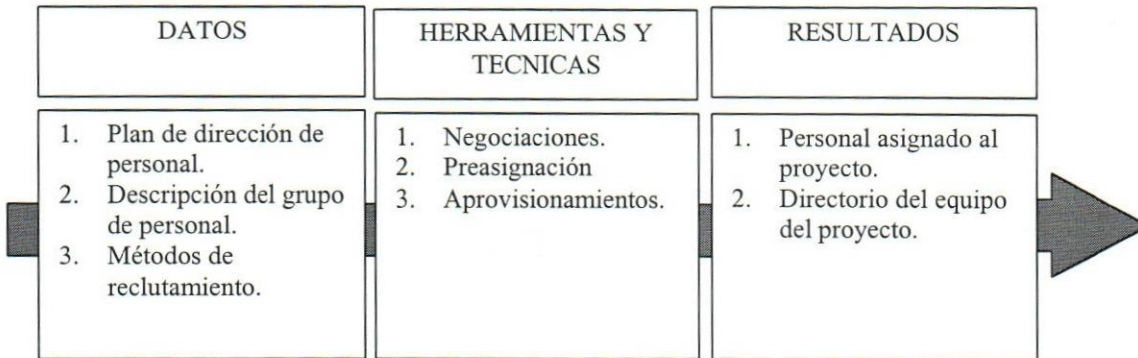 DATOS
HERRAMIENTAS Y
TECNICAS
RESULTADOS
1. Plan de dirección de
personal.
2. Descripción del grupo
de personal.
3. Métodos de
reclutamiento.
1. Negociaciones.
2. Preasignación
3. Aprovisionamientos.
1. Personal asignado al
proyecto.
2. Directorio del equipo
del proyecto.